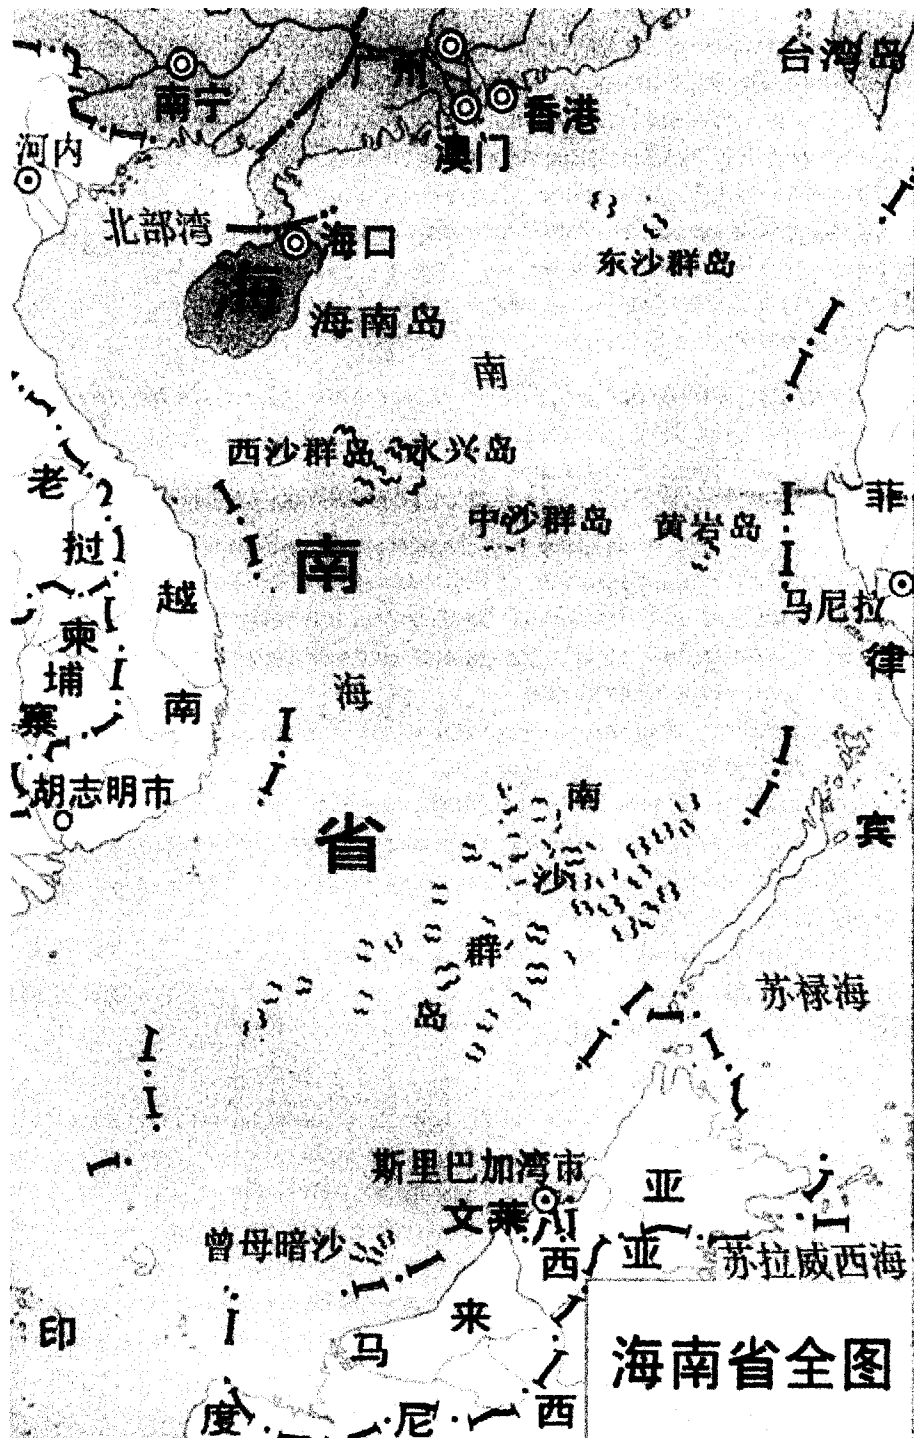 广州
台湾岛
南宁
香港
澳门
河内
北部湾
海口
海
海南岛
东沙群岛
南
西沙群岛
永兴岛
老
挝
中沙群岛
黄岩岛
菲
南
越
马尼拉
柬
埔
寨
律
海
南
胡志明市
南
省
宾
沙
群
岛
苏禄海
斯里巴加湾市
文莱
亚
曾母暗沙
西
亚
苏拉威西海
来
马
印
度
尼
西
海南省全图